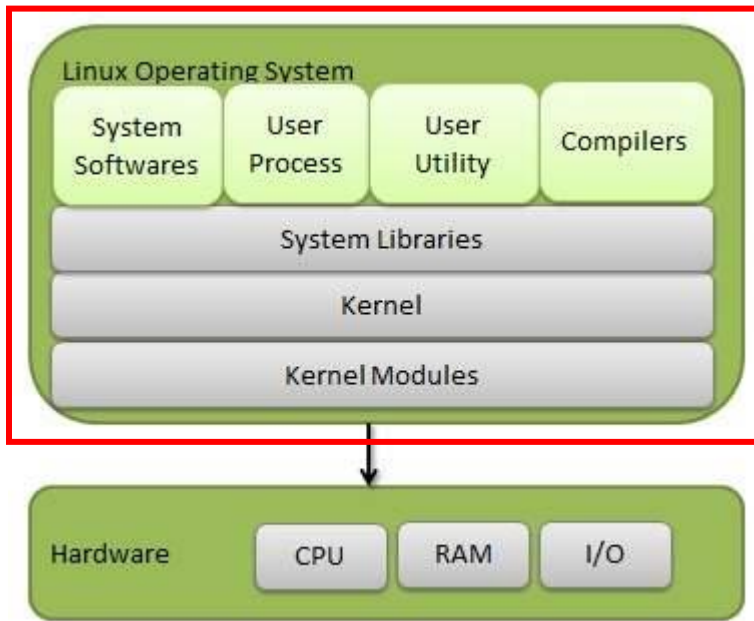 Linux Operating System
System
Softwares
User
Process
User
Utility
Compilers
System Libraries
Kernel
Kernel Modules
Hardware
CPU
RAM
I/O